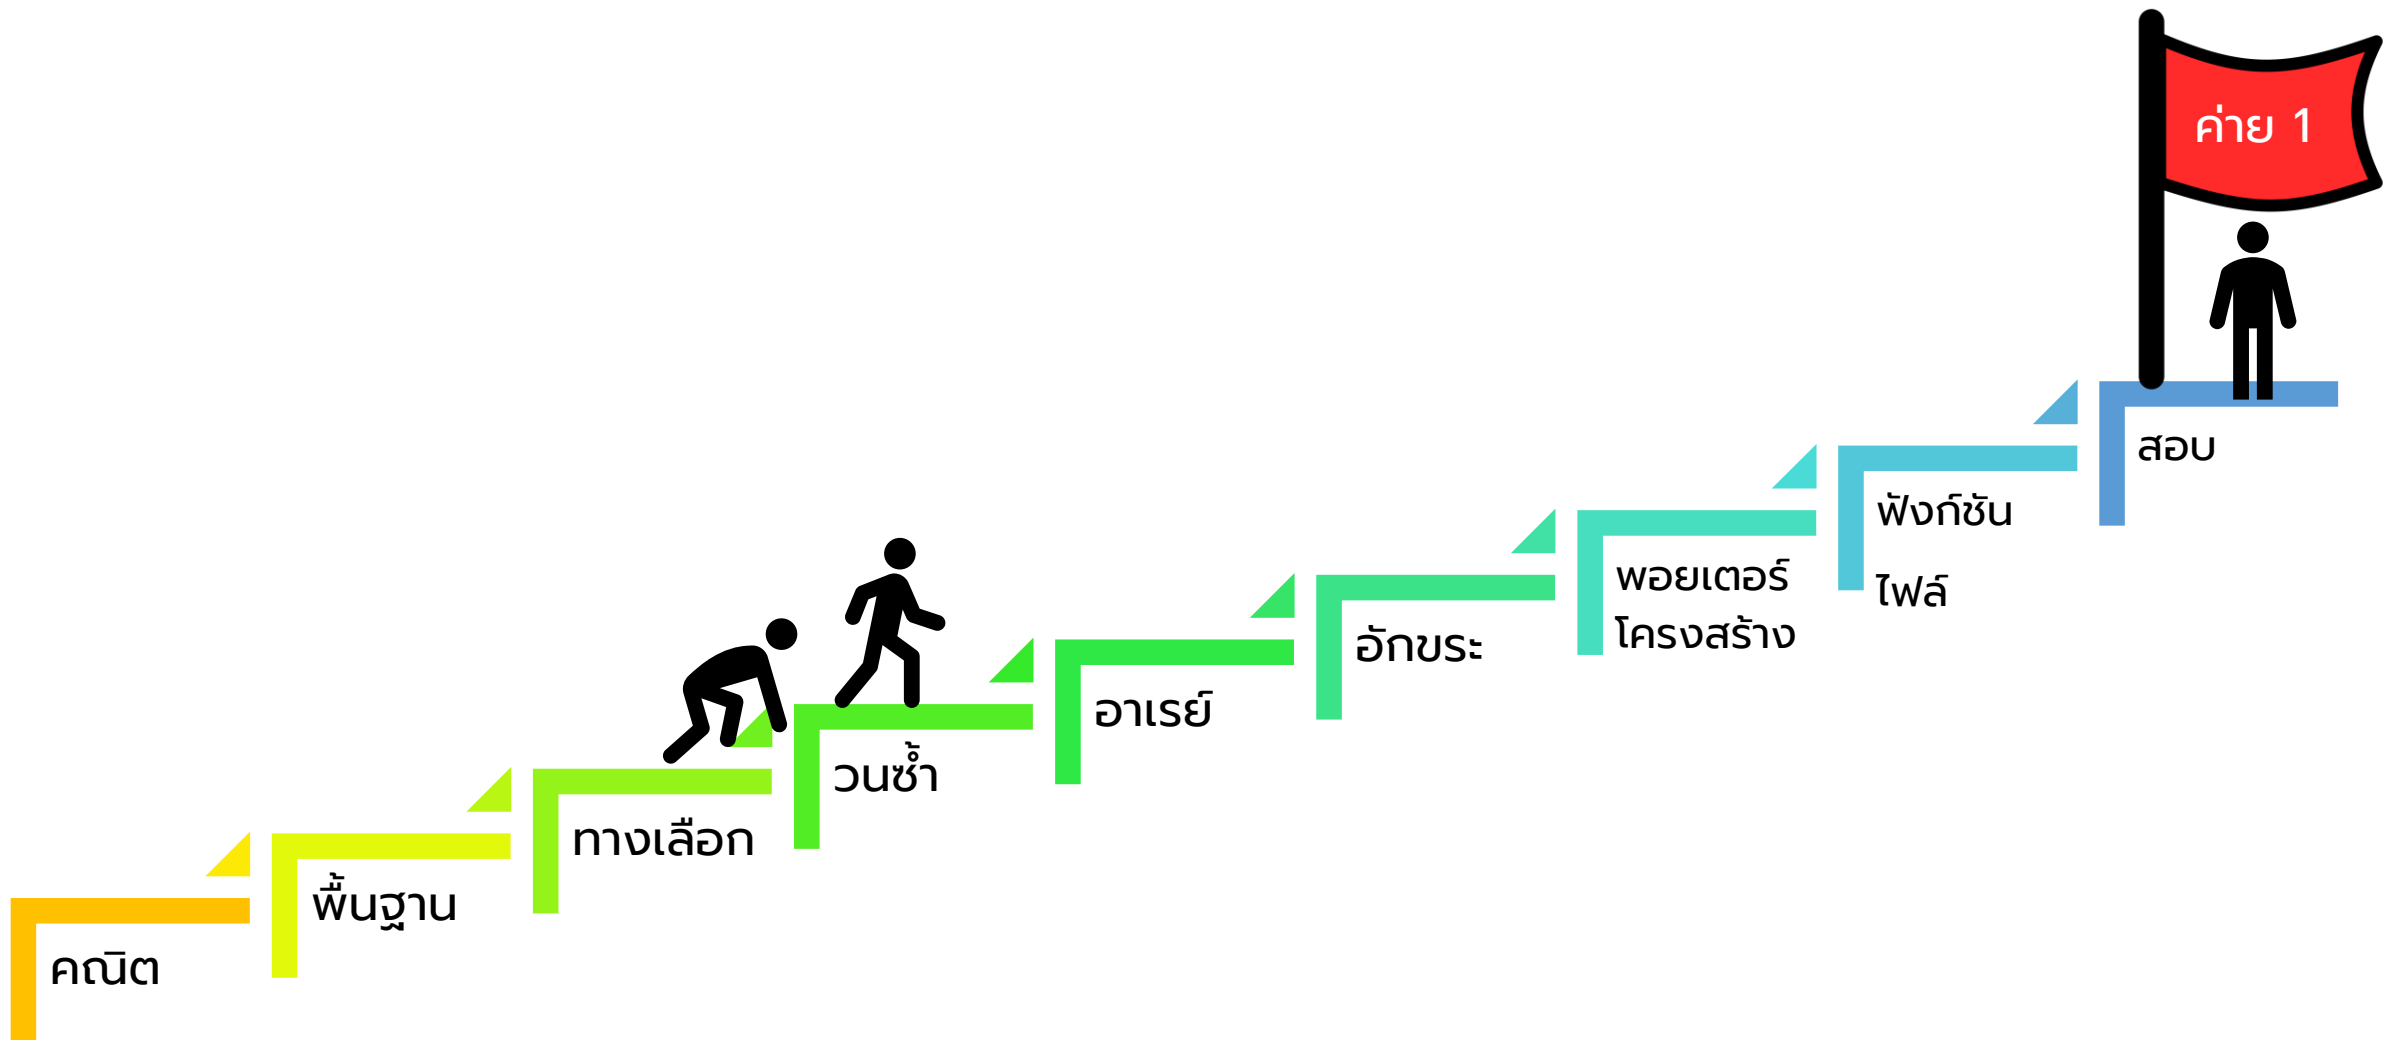 คณิต
พื้นฐาน
ทางเลือก
วนซ้ำ
อาเรย์
อักขระ
พอยเตอร์
โครงสร้าง
ฟังก์ชัน
ไฟล์
สอบ
ค่าย 1